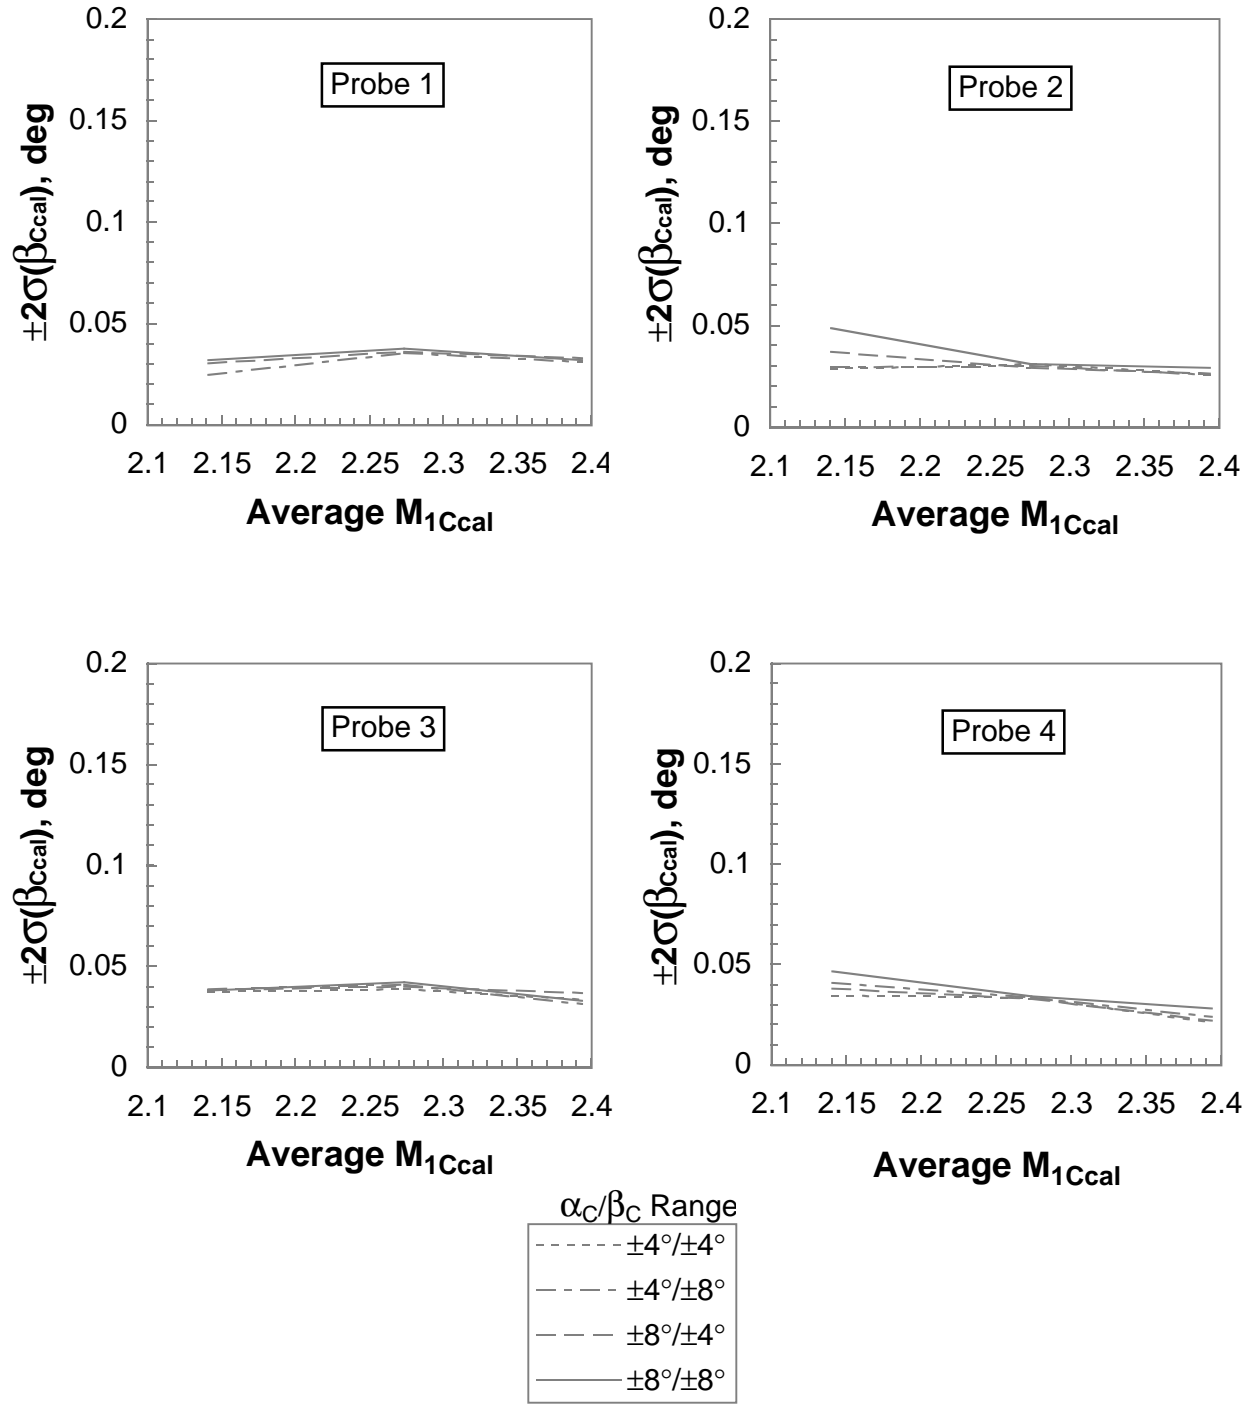 0.2
Probe 1
0.15
0.1
0.05
0
±2σ(βCcal), deg
2.1 2.15 2.2 2.25 2.3 2.35 2.4
Average M1Ccal
0.2
Probe 2
0.15
0.1
0.05
0
±2σ(βCcal), deg
2.1 2.15 2.2 2.25 2.3 2.35 2.4
Average M1Ccal
0.2
Probe 3
0.15
0.1
0.05
0
±2σ(βCcal), deg
2.1 2.15 2.2 2.25 2.3 2.35 2.4
Average M1Ccal
0.2
Probe 4
0.15
0.1
0.05
0
±2σ(βCcal), deg
2.1 2.15 2.2 2.25 2.3 2.35 2.4
Average M1Ccal
αC/βC Range
±4°/±4°
±4°/±8°
±8°/±4°
±8°/±8°